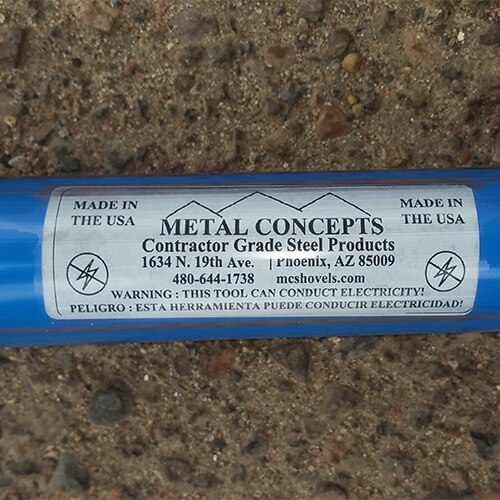 MADE IN
THE USA
MADE IN
THE USA
METAL CONCEPTS
Contractor Grade Steel Products
1634 N. 19th Ave. | Phoenix, AZ 85009
480-644-1738 mcshovels.com
WARNING : THIS TOOL CAN CONDUCT ELECTRICITY!
PELIGRO : ESTA HERRAMIENTA PUEDE CONDUCIR ELECTRICIDAD!